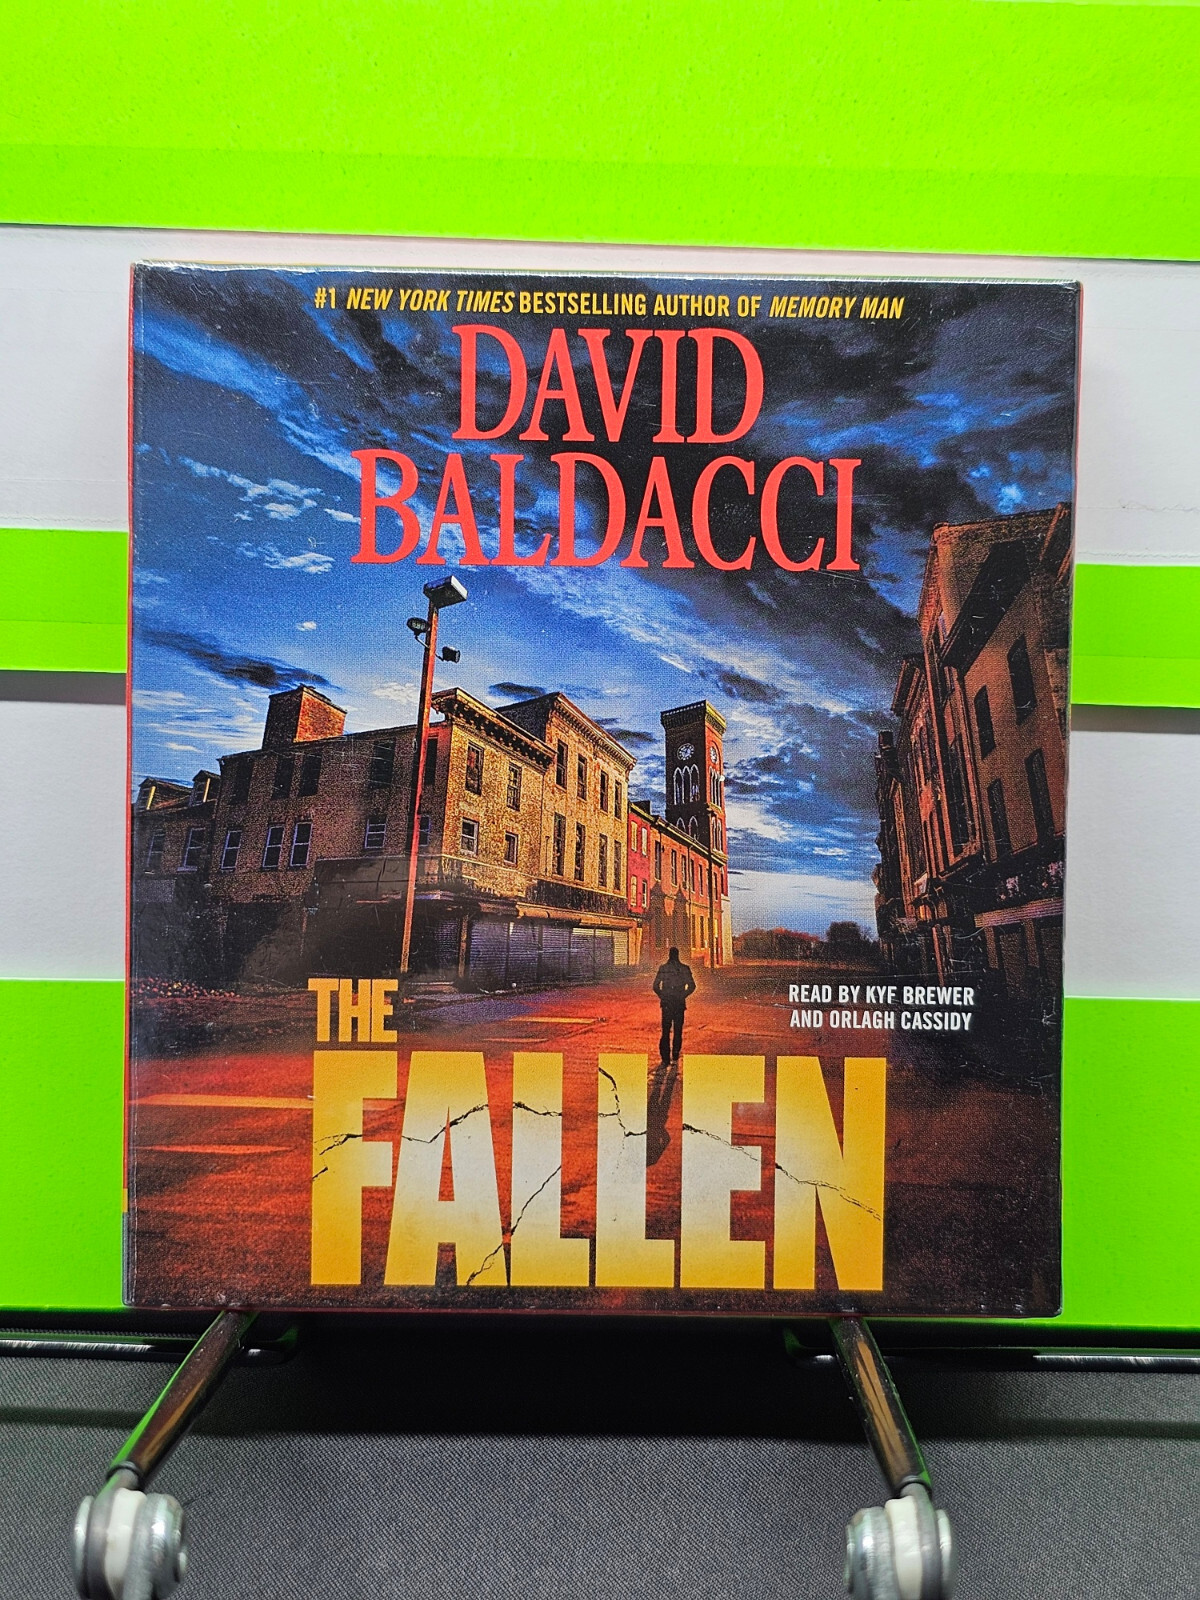 #1 NEW YORK TIMES BESTSELLING AUTHOR OF MEMORY MAN
DAVID
BALDACCI
READ BY KYF BREWER
AND ORLAGH CASSIDY
THE
FALLEN